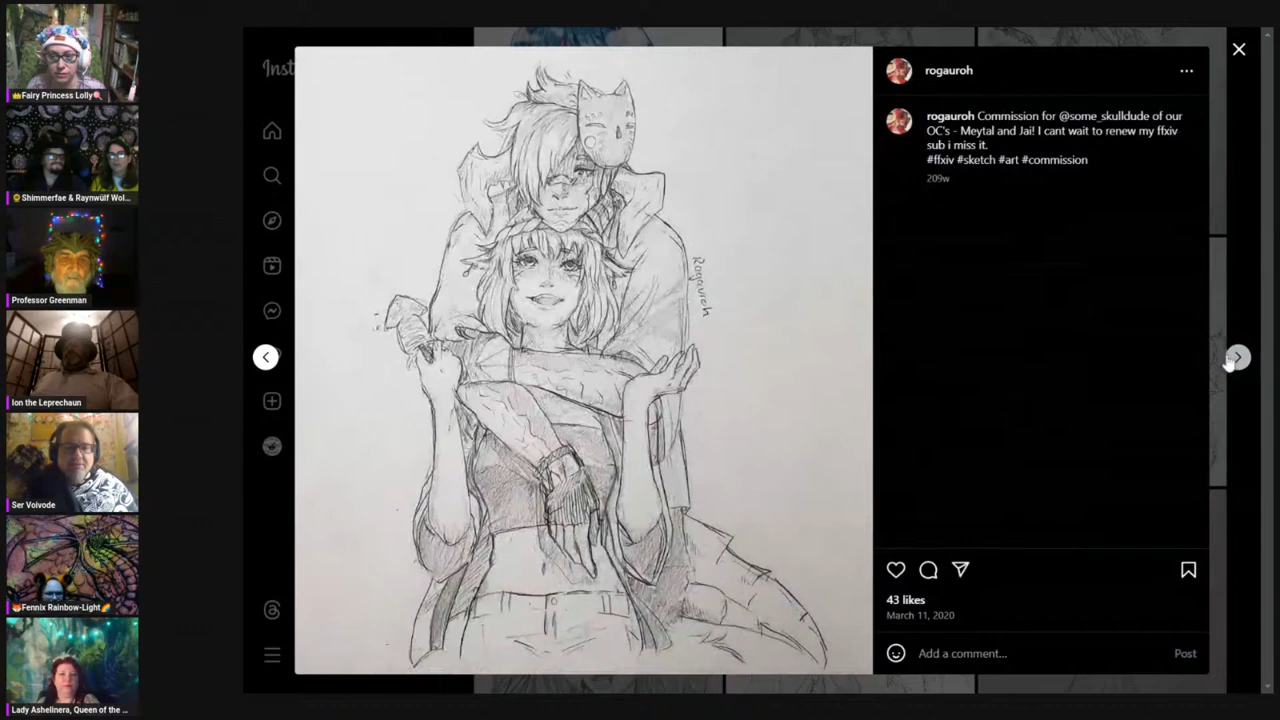 👑Fairy Princess Lolly🍭
🌻Shimmerfae & Raynwülf Wol...
Professor Greenman
Ion the Leprechaun
Ser Voivode
🦊Fennix Rainbow-Light🌈
Lady Ashelinera, Queen of the ...
Inst
Rogauroh
rogauroh
rogauroh Commission for @some_skulldude of our
OC's - Meytal and Jai! I cant wait to renew my ffxiv
sub i miss it.
#ffxiv #sketch #art #commission
209w
43 likes
March 11, 2020
Add a comment...
Post